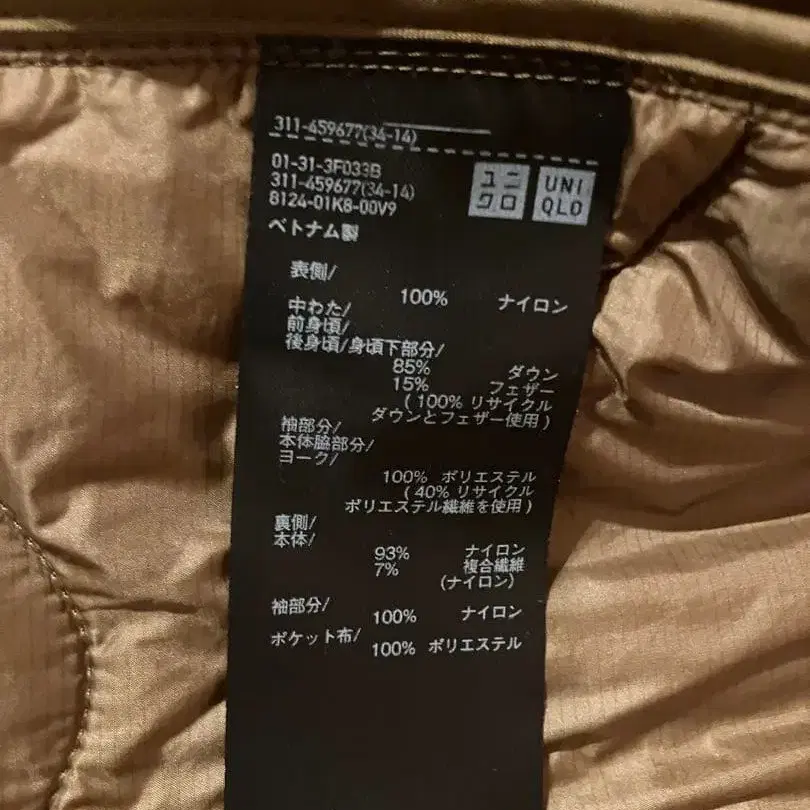 311-459677(34-14)
01-31-3F033B
311-459677(34-14)
8124-01K8-00V9
ユニ
クロ
UNI
QLO
ベトナム製
表側/
100% ナイロン
中わた/
前身頃/
後身頃/身頃下部分/
85% ダウン
15% フェザー
(100% リサイクル
ダウンとフェザー使用)
袖部分/
本体脇部分/
ヨーク/
100% ポリエステル
(40% リサイクル
ポリエステル繊維を使用)
裏側/
本体/
93% ナイロン
7% 複合繊維
(ナイロン)
袖部分/
100% ナイロン
ポケット布/
100% ポリエステル